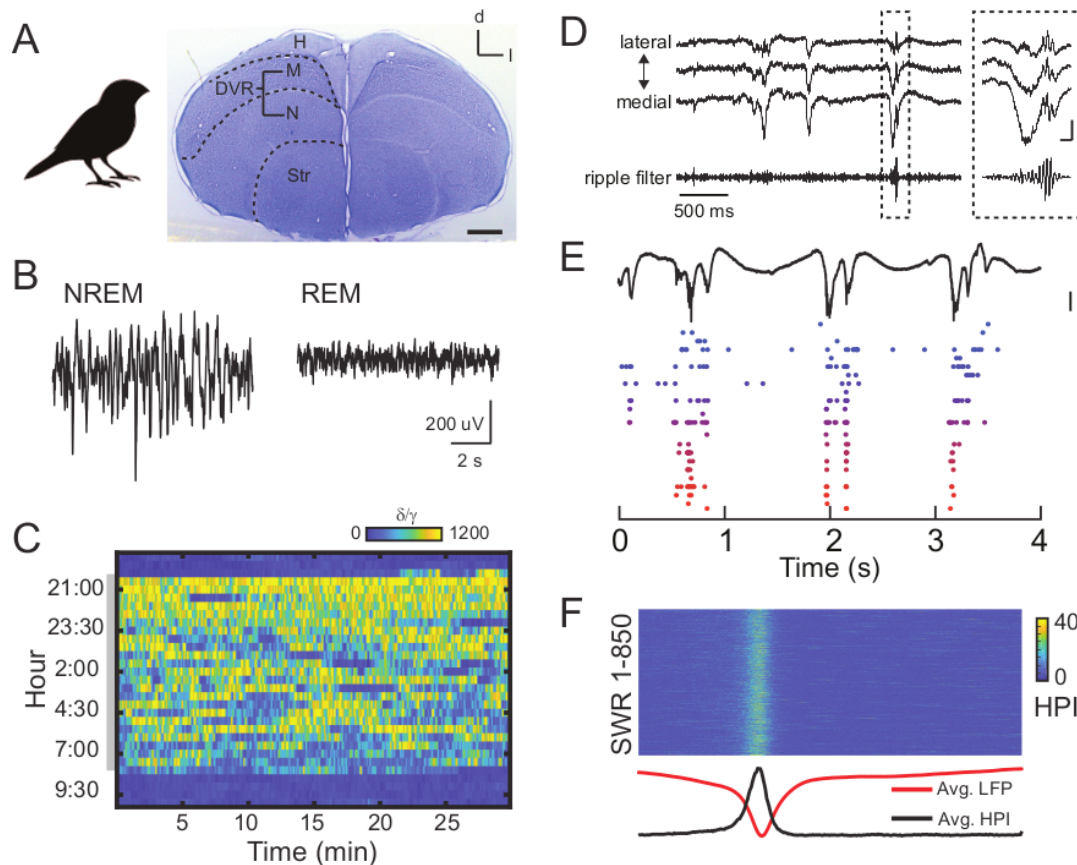 A
d
l
H
M
DVR
N
Str
B
NREM
REM
200 uV
2 s
C
δ/γ
0 1200
Hour
21:00
23:30
2:00
4:30
7:00
9:30
5 10 15 20 25
Time (min)
D
lateral
medial
ripple filter
500 ms
E
0 1 2 3 4
Time (s)
F
SWR 1-850
40
0
HPI
Avg. LFP
Avg. HPI